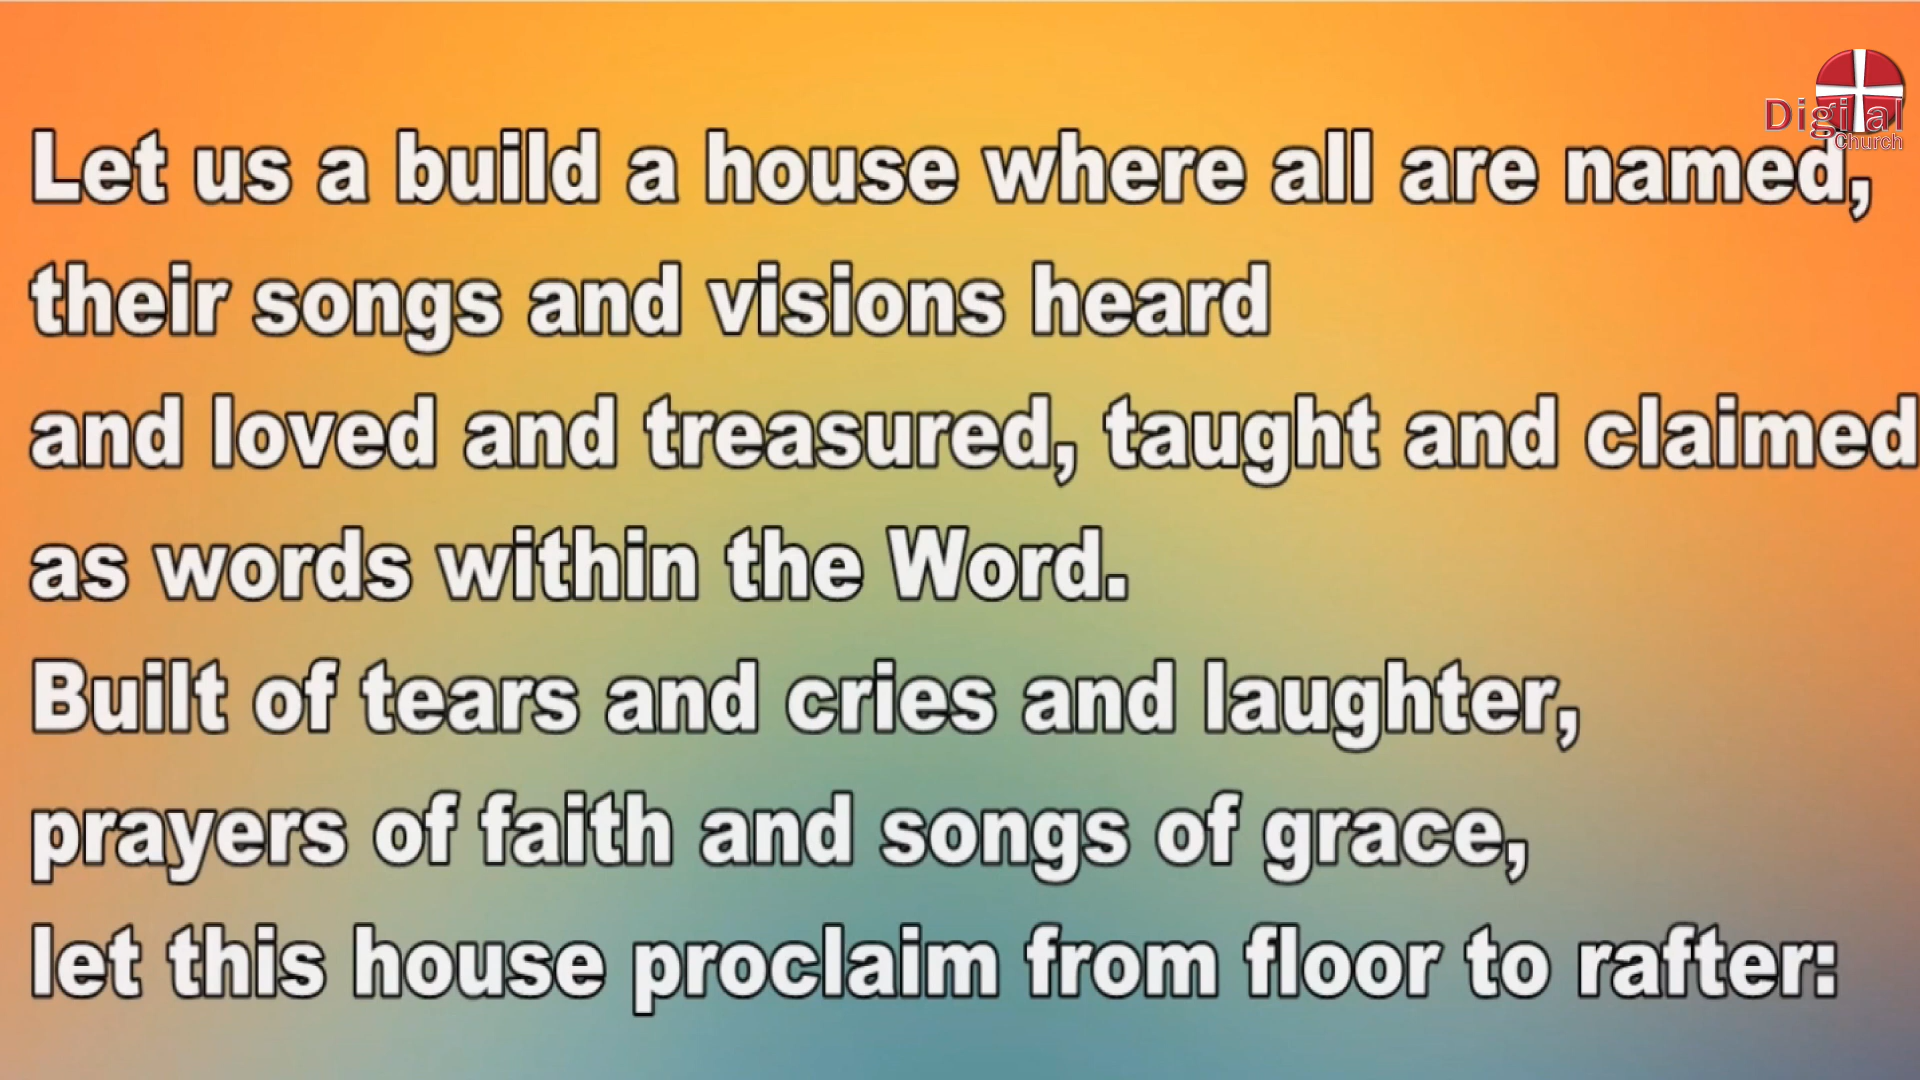 Digital
Church
Let us a build a house where all are named,
their songs and visions heard
and loved and treasured, taught and claimed
as words within the Word.
Built of tears and cries and laughter,
prayers of faith and songs of grace,
let this house proclaim from floor to rafter: